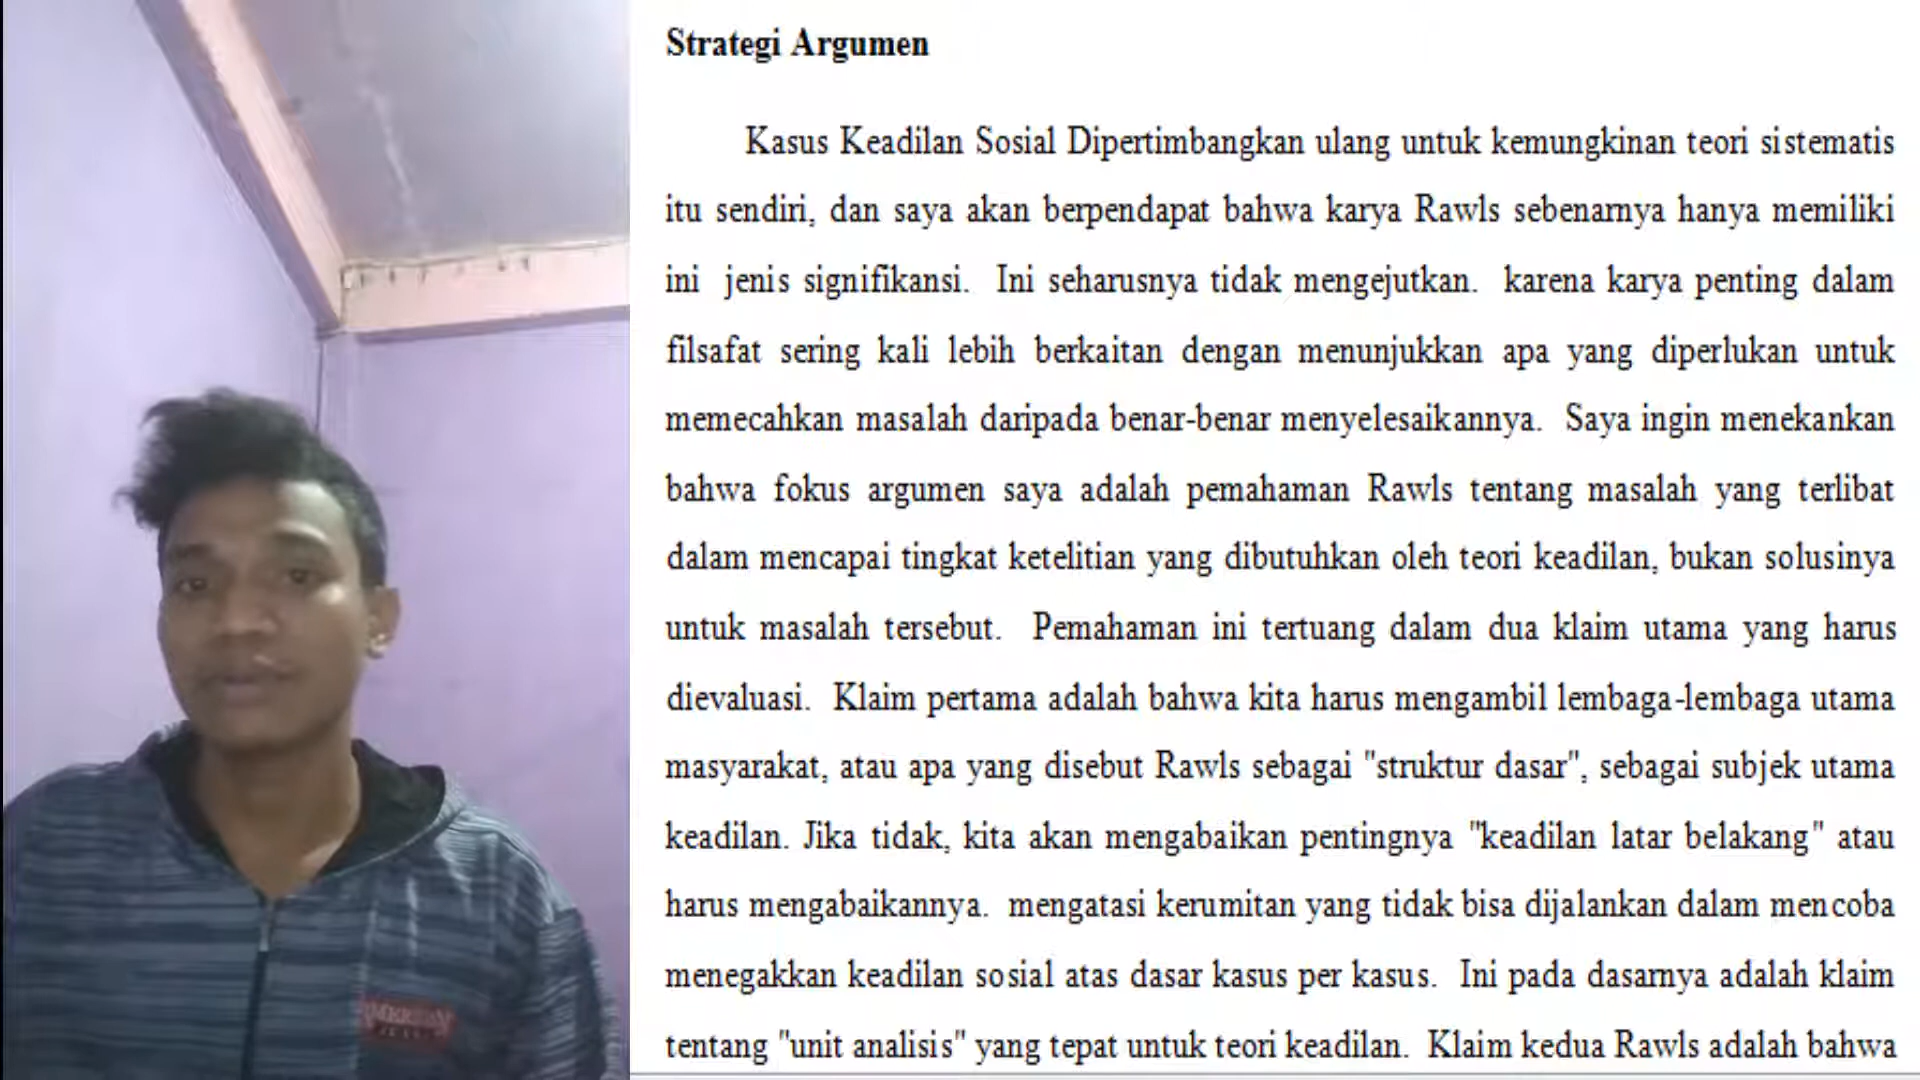 Strategi Argumen
Kasus Keadilan Sosial Dipertimbangkan ulang untuk kemungkinan teori sistematis
itu sendiri, dan saya akan berpendapat bahwa karya Rawls sebenarnya hanya memiliki
ini jenis signifikansi. Ini seharusnya tidak mengejutkan. karena karya penting dalam
filsafat sering kali lebih berkaitan dengan menunjukkan apa yang diperlukan untuk
memecahkan masalah daripada benar-benar menyelesaikannya. Saya ingin menekankan
bahwa fokus argumen saya adalah pemahaman Rawls tentang masalah yang terlibat
dalam mencapai tingkat ketelitian yang dibutuhkan oleh teori keadilan, bukan solusinya
untuk masalah tersebut. Pemahaman ini tertuang dalam dua klaim utama yang harus
dievaluasi. Klaim pertama adalah bahwa kita harus mengambil lembaga-lembaga utama
masyarakat, atau apa yang disebut Rawls sebagai "struktur dasar", sebagai subjek utama
keadilan. Jika tidak, kita akan mengabaikan pentingnya "keadilan latar belakang" atau
harus mengabaikannya. mengatasi kerumitan yang tidak bisa dijalankan dalam mencoba
menegakkan keadilan sosial atas dasar kasus per kasus. Ini pada dasarnya adalah klaim
tentang "unit analisis" yang tepat untuk teori keadilan. Klaim kedua Rawls adalah bahwa